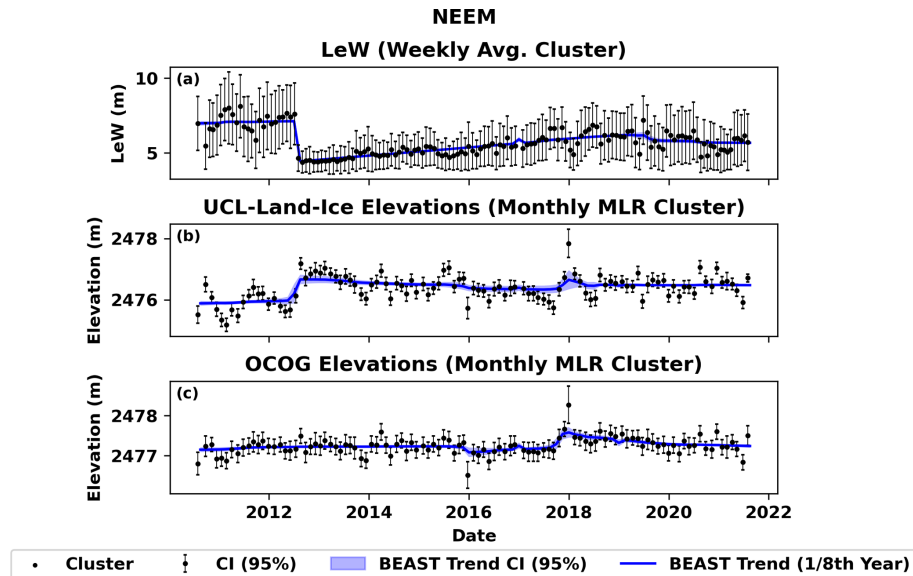 NEEM
LeW (Weekly Avg. Cluster)
(a)
10
5
LeW (m)
UCL-Land-Ice Elevations (Monthly MLR Cluster)
(b)
2478
2476
Elevation (m)
OCOG Elevations (Monthly MLR Cluster)
(c)
2478
2477
Elevation (m)
2012 2014 2016 2018 2020 2022
Date
Cluster CI (95%) BEAST Trend CI (95%) BEAST Trend (1/8th Year)